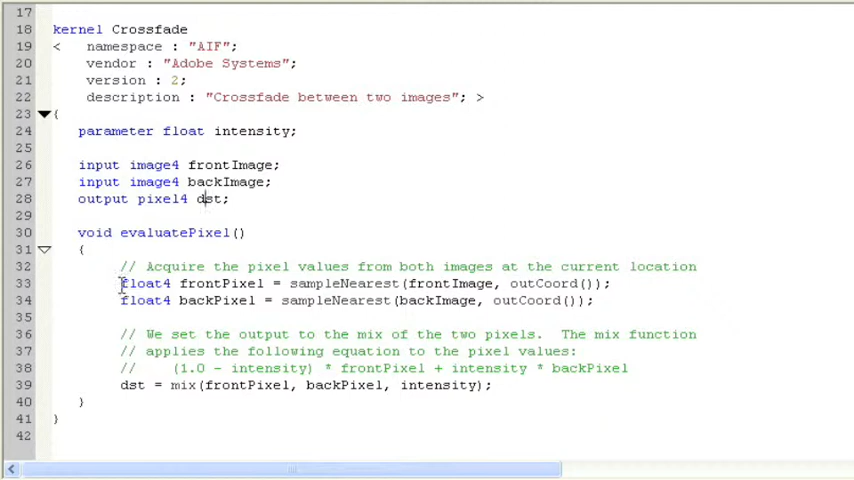 17
18 kernel Crossfade
19 < namespace : "AIF";
20 vendor : "Adobe Systems";
21 version : 2;
22 description : "Crossfade between two images"; >
23 {
24 parameter float intensity;
25
26 input image4 frontImage;
27 input image4 backImage;
28 output pixel4 dst;
29
30 void evaluatePixel()
31 {
32 // Acquire the pixel values from both images at the current location
33 float4 frontPixel = sampleNearest(frontImage, outCoord());
34 float4 backPixel = sampleNearest(backImage, outCoord());
35
36 // We set the output to the mix of the two pixels. The mix function
37 // applies the following equation to the pixel values:
38 // (1.0 - intensity) * frontPixel + intensity * backPixel
39 dst = mix(frontPixel, backPixel, intensity);
40 }
41 }
42